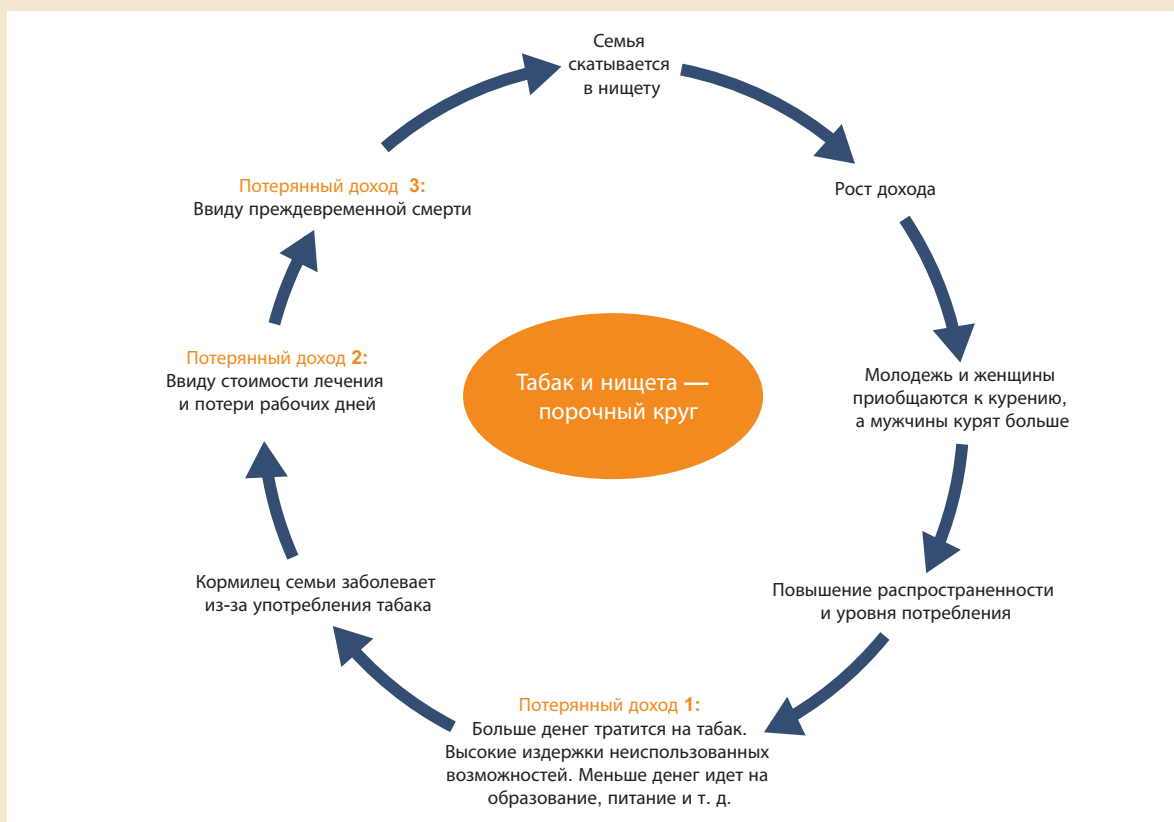 Семья
скатывается
в нищету
Рост дохода
Молодежь и женщины
приобщаются к курению,
а мужчины курят больше
Повышение распространенности
и уровня потребления
Потерянный доход 1:
Больше денег тратится на табак.
Высокие издержки неиспользованных
возможностей. Меньше денег идет на
образование, питание и т. д.
Кормилец семьи заболевает
из-за употребления табака
Потерянный доход 2:
Ввиду стоимости лечения
и потери рабочих дней
Потерянный доход 3:
Ввиду преждевременной смерти
Табак и нищета —
порочный круг